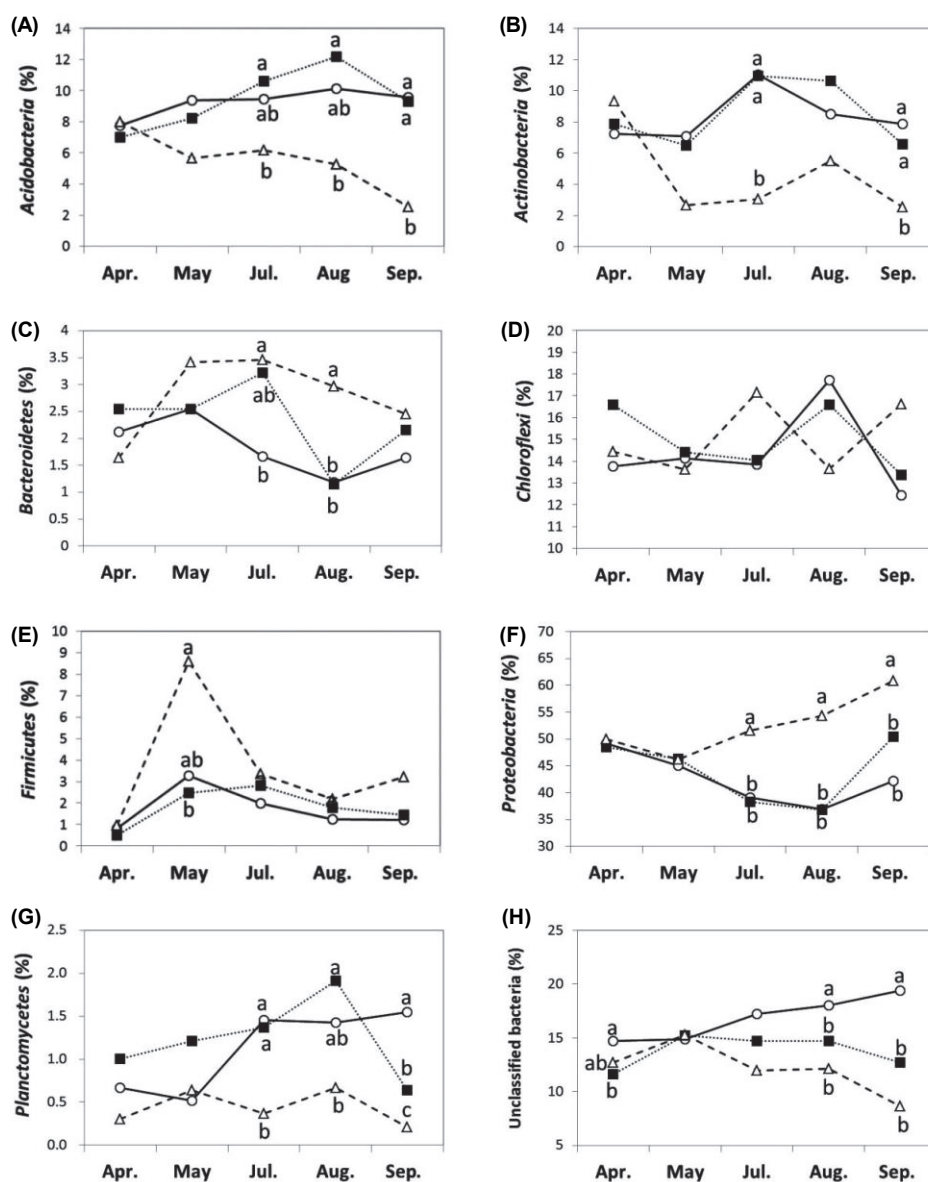 (A)
Acidobacteria (%)
14
12
10
8
6
4
2
0
a
a
a
ab
ab
a
b
b
b
Apr. May Jul. Aug Sep.
(B)
Actinobacteria (%)
14
12
10
8
6
4
2
0
a
a
a
a
b
b
Apr. May Jul. Aug. Sep.
(C)
Bacteroidetes (%)
4
3.5
3
2.5
2
1.5
1
0.5
0
a
a
ab
b
b
b
Apr. May Jul. Aug. Sep.
(D)
Chloroflexi (%)
20
19
18
17
16
15
14
13
12
11
10
Apr. May Jul. Aug. Sep.
(E)
Firmicutes (%)
10
9
8
7
6
5
4
3
2
1
0
a
ab
b
Apr. May Jul. Aug. Sep.
(F)
Proteobacteria (%)
70
65
60
55
50
45
40
35
30
a
a
a
b
b
b
b
b
b
Apr. May Jul. Aug. Sep.
(G)
Planctomycetes (%)
2.5
2.0
1.5
1.0
0.5
0.0
a
a
a
a
ab
b
b
b
c
Apr. May Jul. Aug. Sep.
(H)
Unclassified bacteria (%)
25
20
15
10
5
a
a
a
ab
b
b
b
b
b
Apr. May Jul. Aug. Sep.